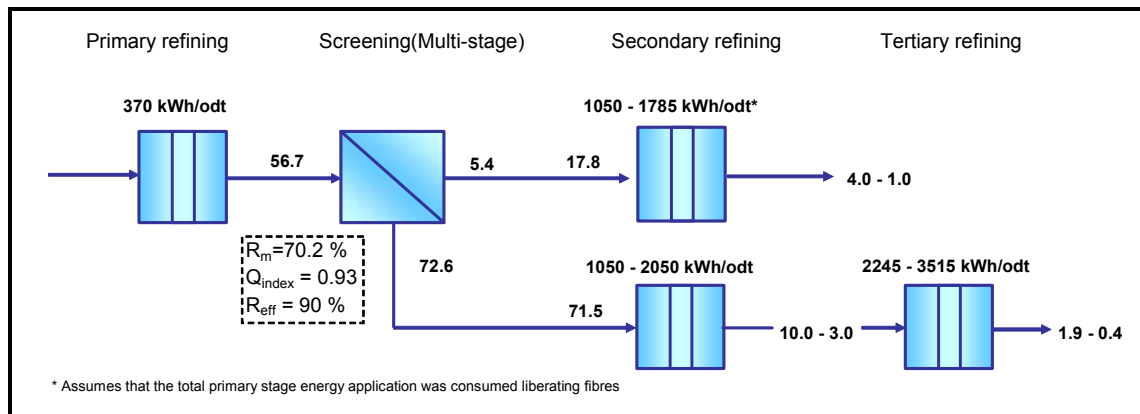 Primary refining
Screening(Multi-stage)
Secondary refining
Tertiary refining
370 kWh/odt
1050 - 1785 kWh/odt*
56.7
5.4
17.8
4.0 - 1.0
Rm=70.2 %
Qindex = 0.93
Reff = 90 %
72.6
1050 - 2050 kWh/odt
2245 - 3515 kWh/odt
71.5
10.0 - 3.0
1.9 - 0.4
* Assumes that the total primary stage energy application was consumed liberating fibres